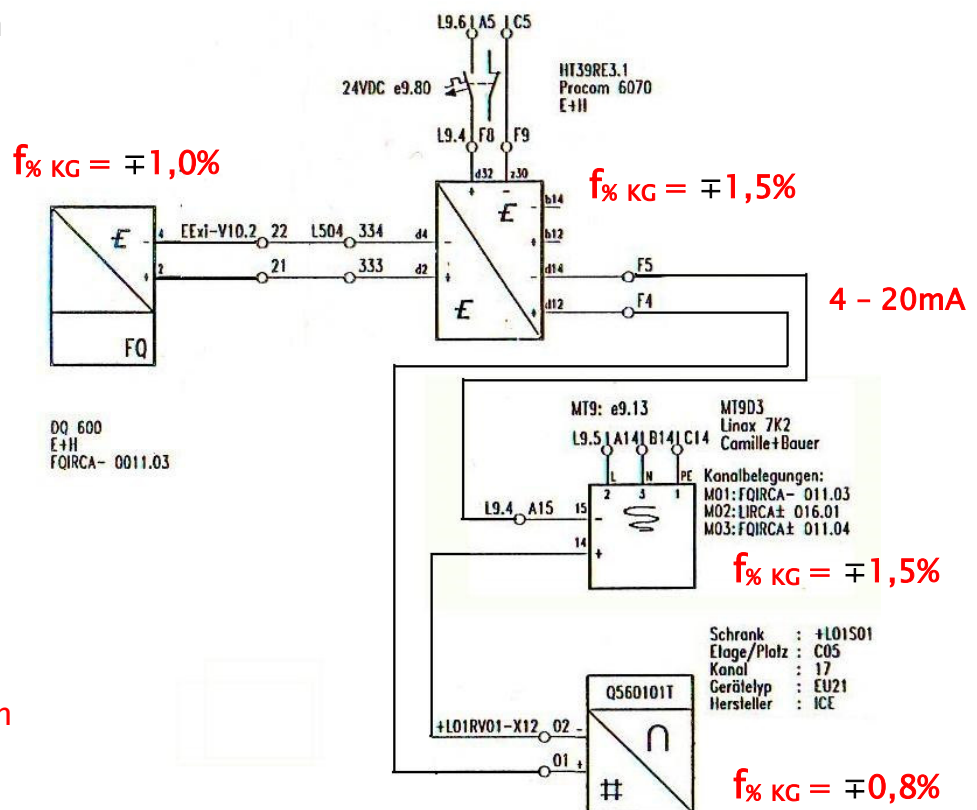 L9.6 A5 C5
24VDC e9.80
HT39RE3.1
Procom 6070
E+H
L9.4 F8 F9
f% KG = ∓1,0%
d32 z30
+ -
f% KG = ∓1,5%
b14
-
b12
+
E
4 EExi-V10.2 22 L504 334 d4
-
2 21 333 d2
+
d14 F5
-
d12 F4
+
E
E
4 – 20mA
FQ
DQ 600
E+H
FQIRCA- 0011.03
MT9: e9.13
L9.5 A14 B14 C14
MT9D3
Linax 7K2
Camille+Bauer
L N PE
2 3 1
Kanalbelegungen:
M01:FQIRCA- 011.03
M02:LIRCA± 016.01
M03:FQIRCA± 011.04
L9.4 A15 15
-
14
+
f% KG = ∓1,5%
Schrank : +L01S01
Etage/Platz : C05
Kanal : 17
Gerätetyp : EU21
Hersteller : ICE
Q560101T
+L01RV01-X12 02 -
01 +
∩
#
n
f% KG = ∓0,8%